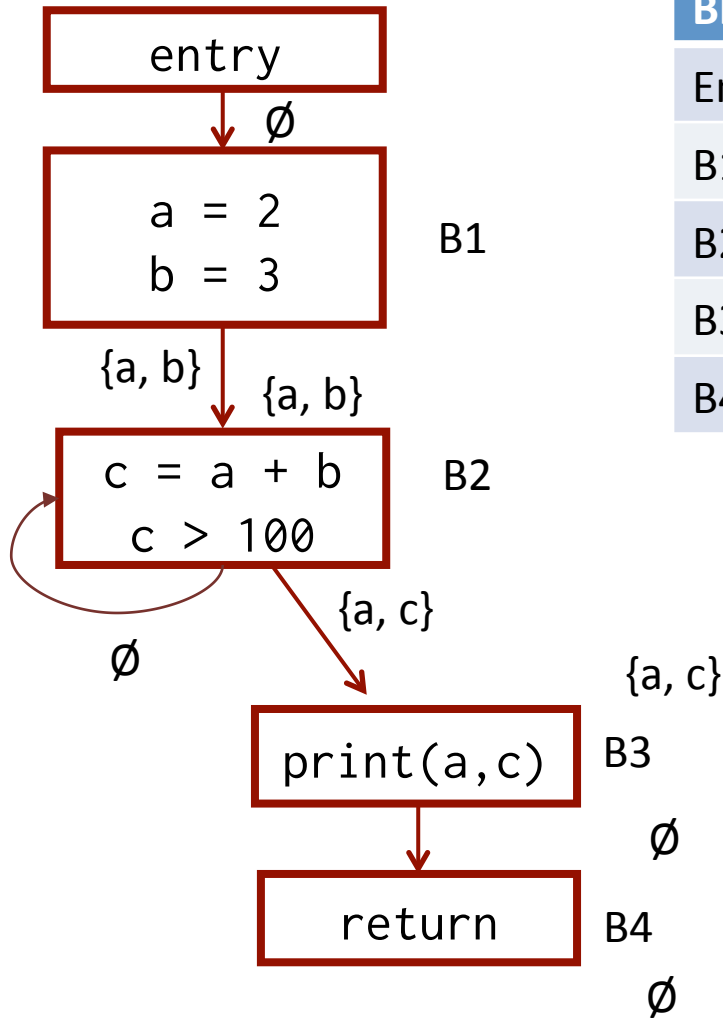 entry
Ø
a = 2
b = 3
B1
{a, b}
{a, b}
c = a + b
c > 100
B2
{a, c}
Ø
{a, c}
print(a,c)
B3
Ø
return
B4
Ø